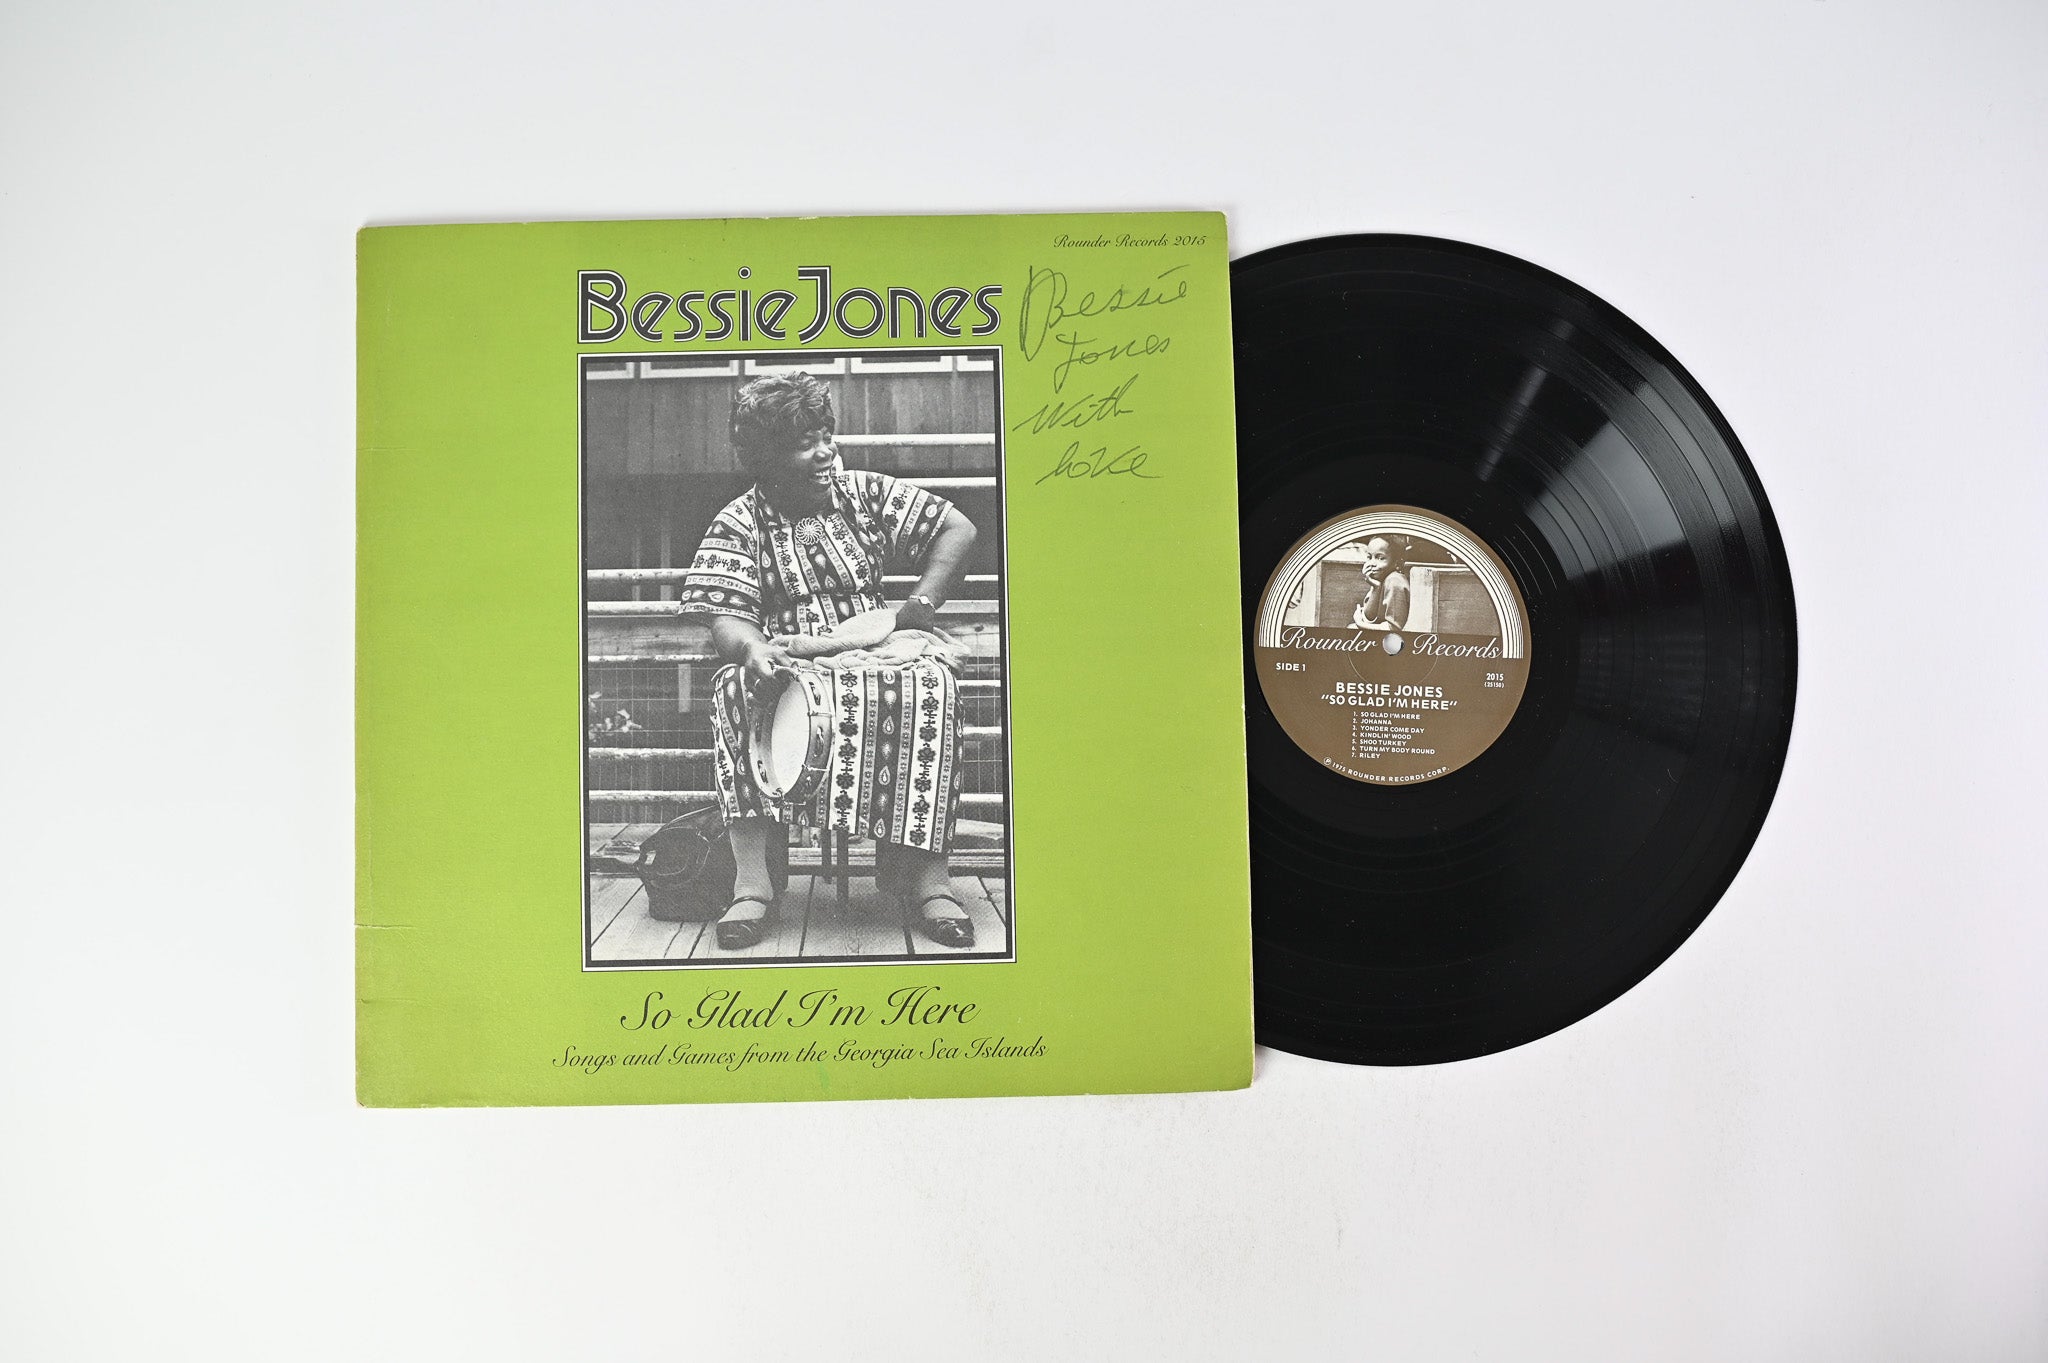 Rounder Records 2015
Bessie Jones
Bessie
Jones
With
love
So Glad I'm Here
Songs and Games from the Georgia Sea Islands
Rounder Records
SIDE 1
2015
(25150)
BESSIE JONES
"SO GLAD I'M HERE"
1. SO GLAD I'M HERE
2. JOHANNA
3. YONDER COME DAY
4. KINDLIN' WOOD
5. SHOO TURKEY
6. TURN MY BODY ROUND
7. RILEY
℗ 1975 ROUNDER RECORDS CORP.